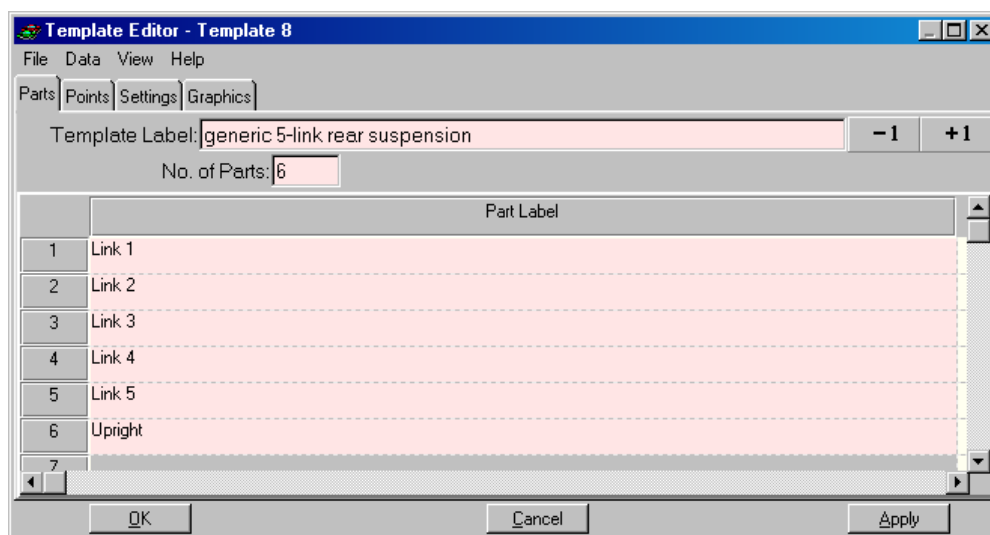 Template Editor - Template 8
File Data View Help
Parts Points Settings Graphics
Template Label: generic 5-link rear suspension -1 +1
No. of Parts: 6
Part Label
1 Link 1
2 Link 2
3 Link 3
4 Link 4
5 Link 5
6 Upright
7
OK Cancel Apply